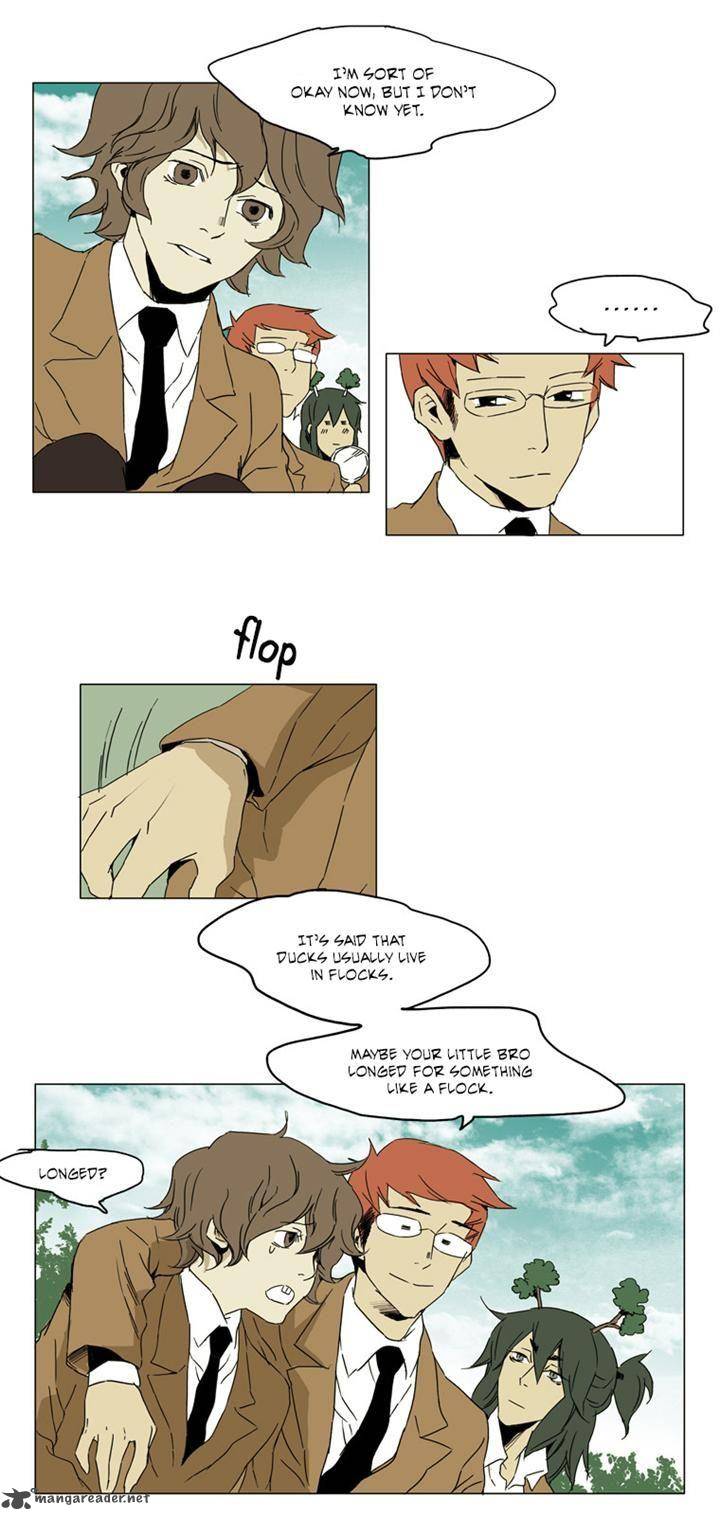 I'M SORT OF
OKAY NOW, BUT I DON'T
KNOW YET.
......
flop
IT'S SAID THAT
DUCKS USUALLY LIVE
IN FLOCKS.
MAYBE YOUR LITTLE BRO
LONGED FOR SOMETHING
LIKE A FLOCK.
LONGED?
mangareader.net